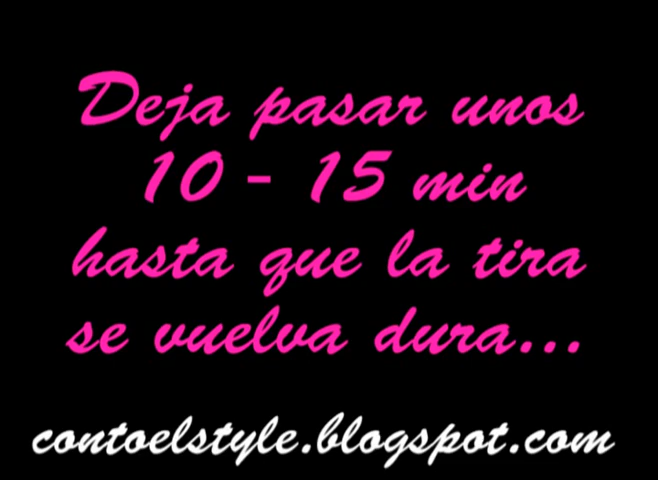 Deja pasar unos
10 - 15 min
hasta que la tira
se vuelva dura...
contoelstyle.blogspot.com